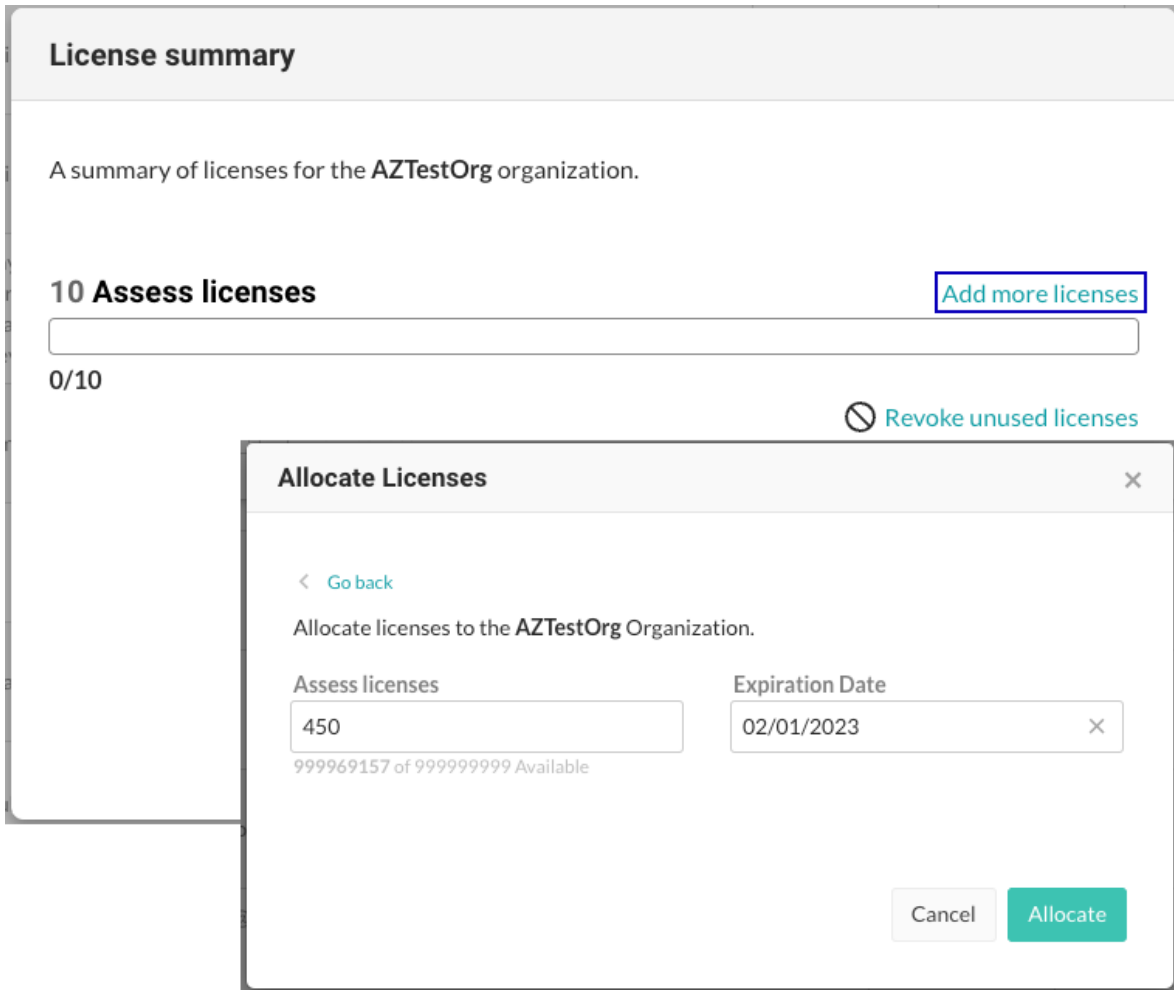 License summary
A summary of licenses for the AZTestOrg organization.
10 Assess licenses
Add more licenses
0/10
Revoke unused licenses
Allocate Licenses
Go back
Allocate licenses to the AZTestOrg Organization.
Assess licenses
Expiration Date
450
02/01/2023
999969157 of 999999999 Available
Cancel
Allocate